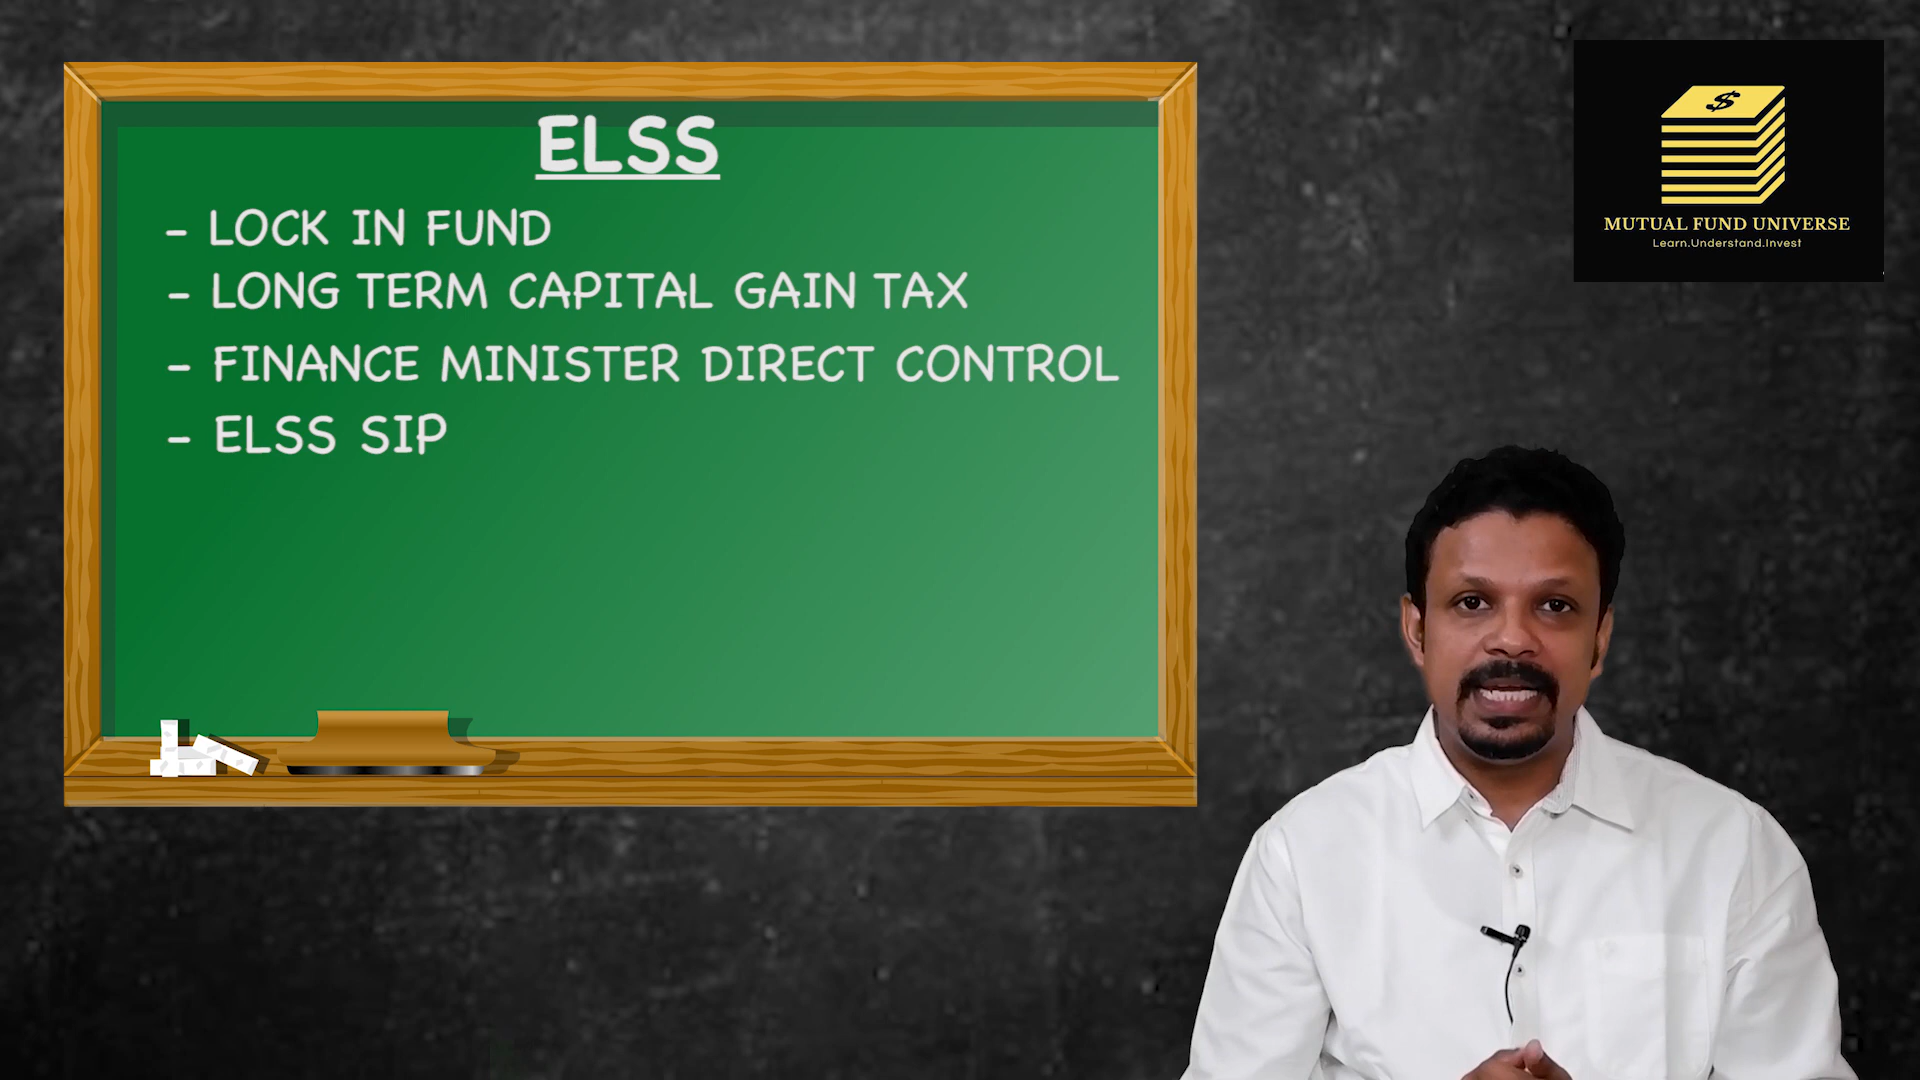 ELSS
- LOCK IN FUND
- LONG TERM CAPITAL GAIN TAX
- FINANCE MINISTER DIRECT CONTROL
- ELSS SIP
$
MUTUAL FUND UNIVERSE
Learn.Understand.Invest